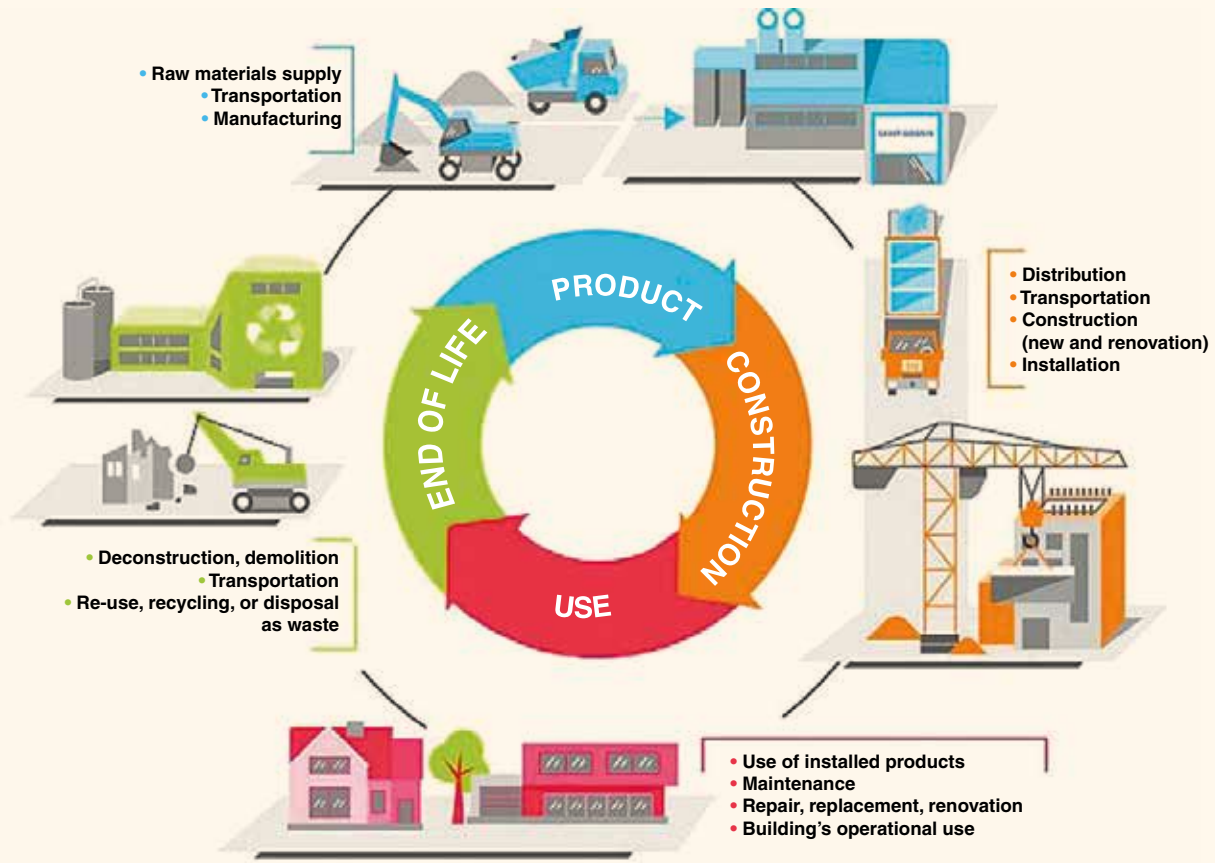 • Raw materials supply
• Transportation
• Manufacturing
SAINT-GOBAIN
PRODUCT
CONSTRUCTION
USE
END OF LIFE
• Distribution
• Transportation
• Construction
(new and renovation)
• Installation
• Use of installed products
• Maintenance
• Repair, replacement, renovation
• Building's operational use
• Deconstruction, demolition
• Transportation
• Re-use, recycling, or disposal
as waste